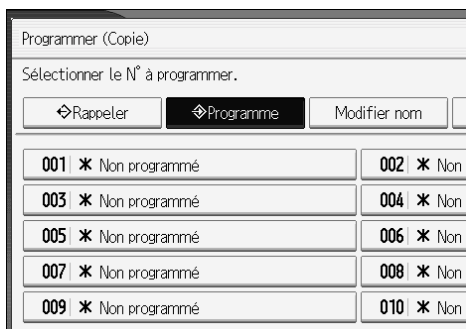 Programmer (Copie)
Sélectionner le N° à programmer.
Rappeler Programme Modifier nom
001 * Non programmé 002 * Non
003 * Non programmé 004 * Non
005 * Non programmé 006 * Non
007 * Non programmé 008 * Non
009 * Non programmé 010 * Non